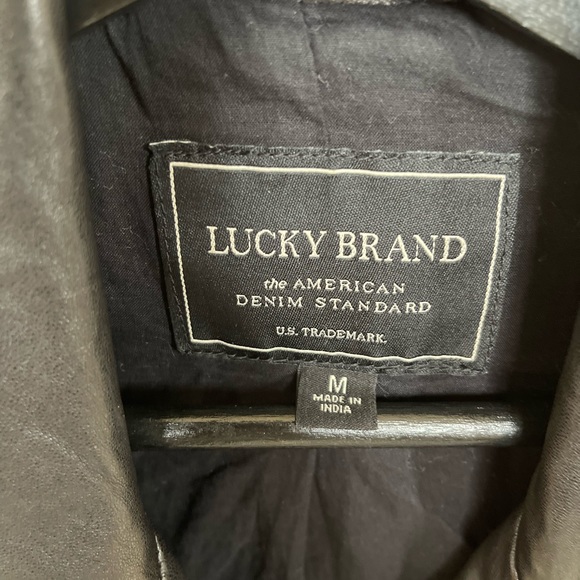 LUCKY BRAND
the AMERICAN
DENIM STANDARD
U.S. TRADEMARK.
M
MADE IN
INDIA